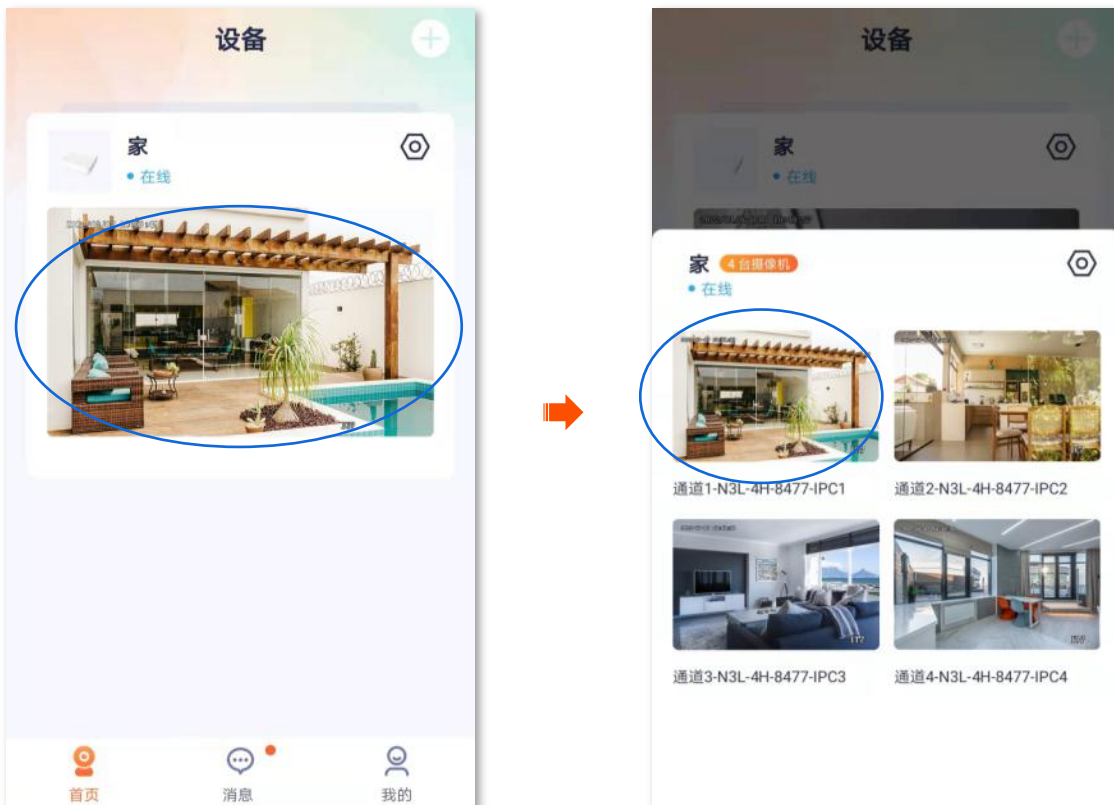 设备
家
在线
首页
消息
我的
设备
家
在线
家 4台摄像机
在线
通道1-N3L-4H-8477-IPC1
通道2-N3L-4H-8477-IPC2
通道3-N3L-4H-8477-IPC3
通道4-N3L-4H-8477-IPC4